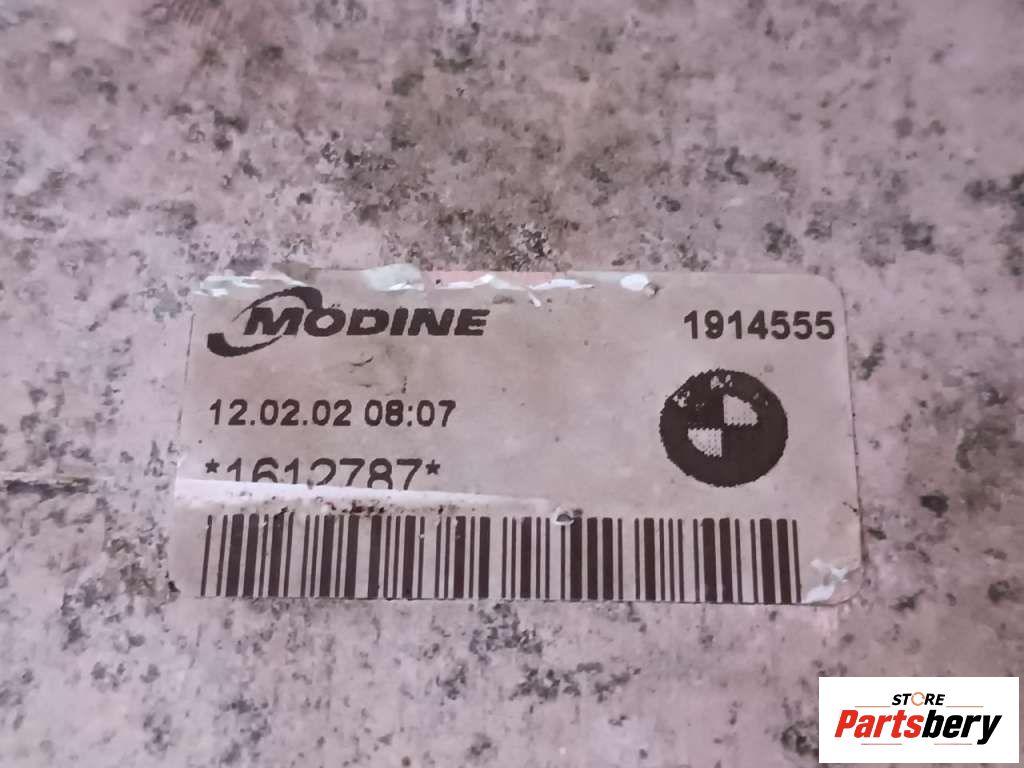 MODINE 1914555
12.02.02 08:07
*1612787*
STORE
Partsbery